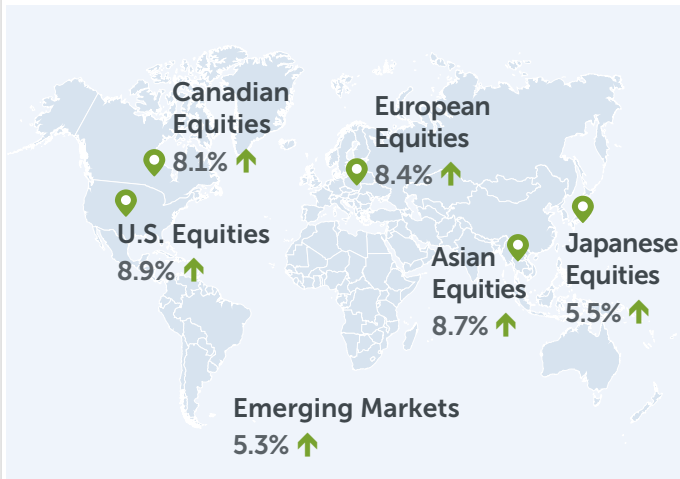 Canadian
Equities
8.1%
European
Equities
8.4%
U.S. Equities
8.9%
Asian
Equities
8.7%
Japanese
Equities
5.5%
Emerging Markets
5.3%